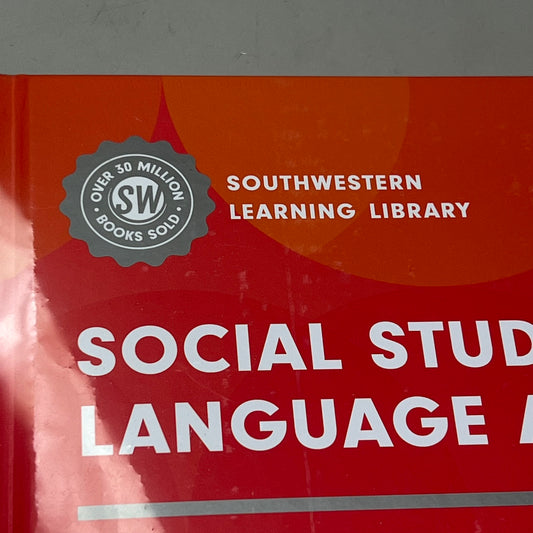 OVER 30 MILLION
SW
BOOKS SOLD
SOUTHWESTERN
LEARNING LIBRARY
SOCIAL STUD
LANGUAGE A